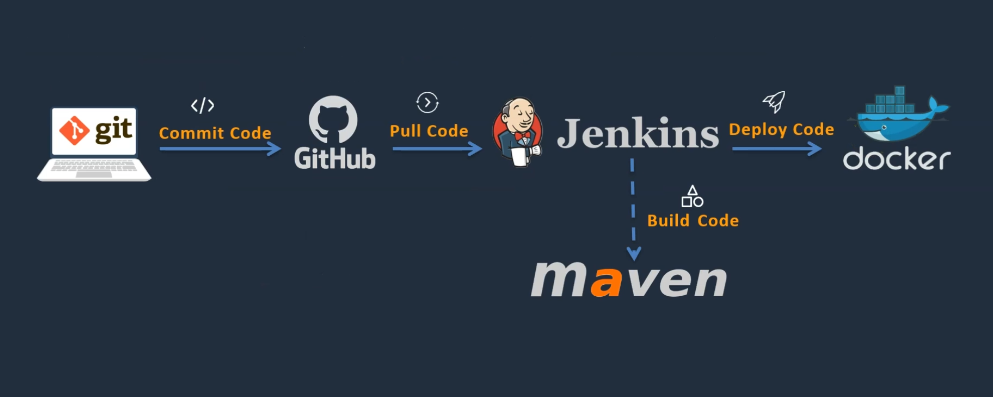 git
Commit Code
GitHub
Pull Code
Jenkins
Deploy Code
docker
Build Code
maven